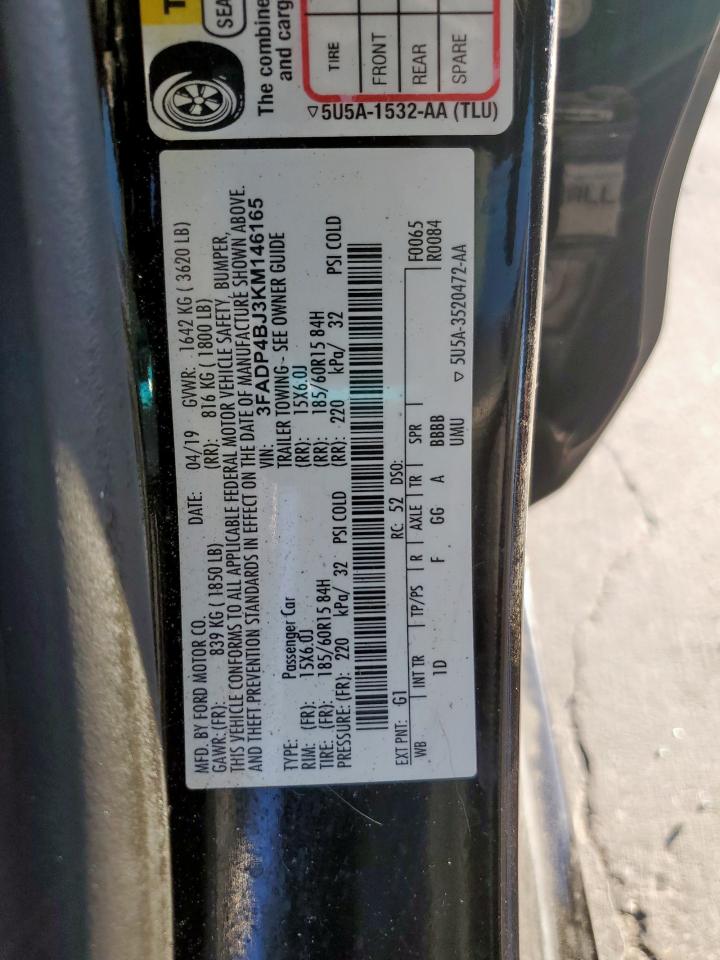 T
SEA
The combine
and carg
TIRE
FRONT
REAR
SPARE
5U5A-1532-AA (TLU)
MFD. BY FORD MOTOR CO. DATE: 04/19 GVWR: 1642 KG ( 3620 LB)
GAWR:(FR): 839 KG ( 1850 LB) (RR): 816 KG ( 1800 LB)
THIS VEHICLE CONFORMS TO ALL APPLICABLE FEDERAL MOTOR VEHICLE SAFETY, BUMPER,
AND THEFT PREVENTION STANDARDS IN EFFECT ON THE DATE OF MANUFACTURE SHOWN ABOVE.
VIN: 3FADP4BJ3KM146165
TYPE: Passenger Car TRAILER TOWING - SEE OWNER GUIDE
RIM: (FR): 15X6.0J (RR): 15X6.0J
TIRE: (FR): 185/60R15 84H (RR): 185/60R15 84H
PRESSURE: (FR): 220 kPa/ 32 PSI COLD (RR): 220 kPa/ 32 PSI COLD
EXT PNT: G1 RC: 52 DSO: F0065
R0084
WB INT TR TP/PS R AXLE TR SPR
1D F GG A BBBB
UMU
5U5A-3520472-AA
ALL